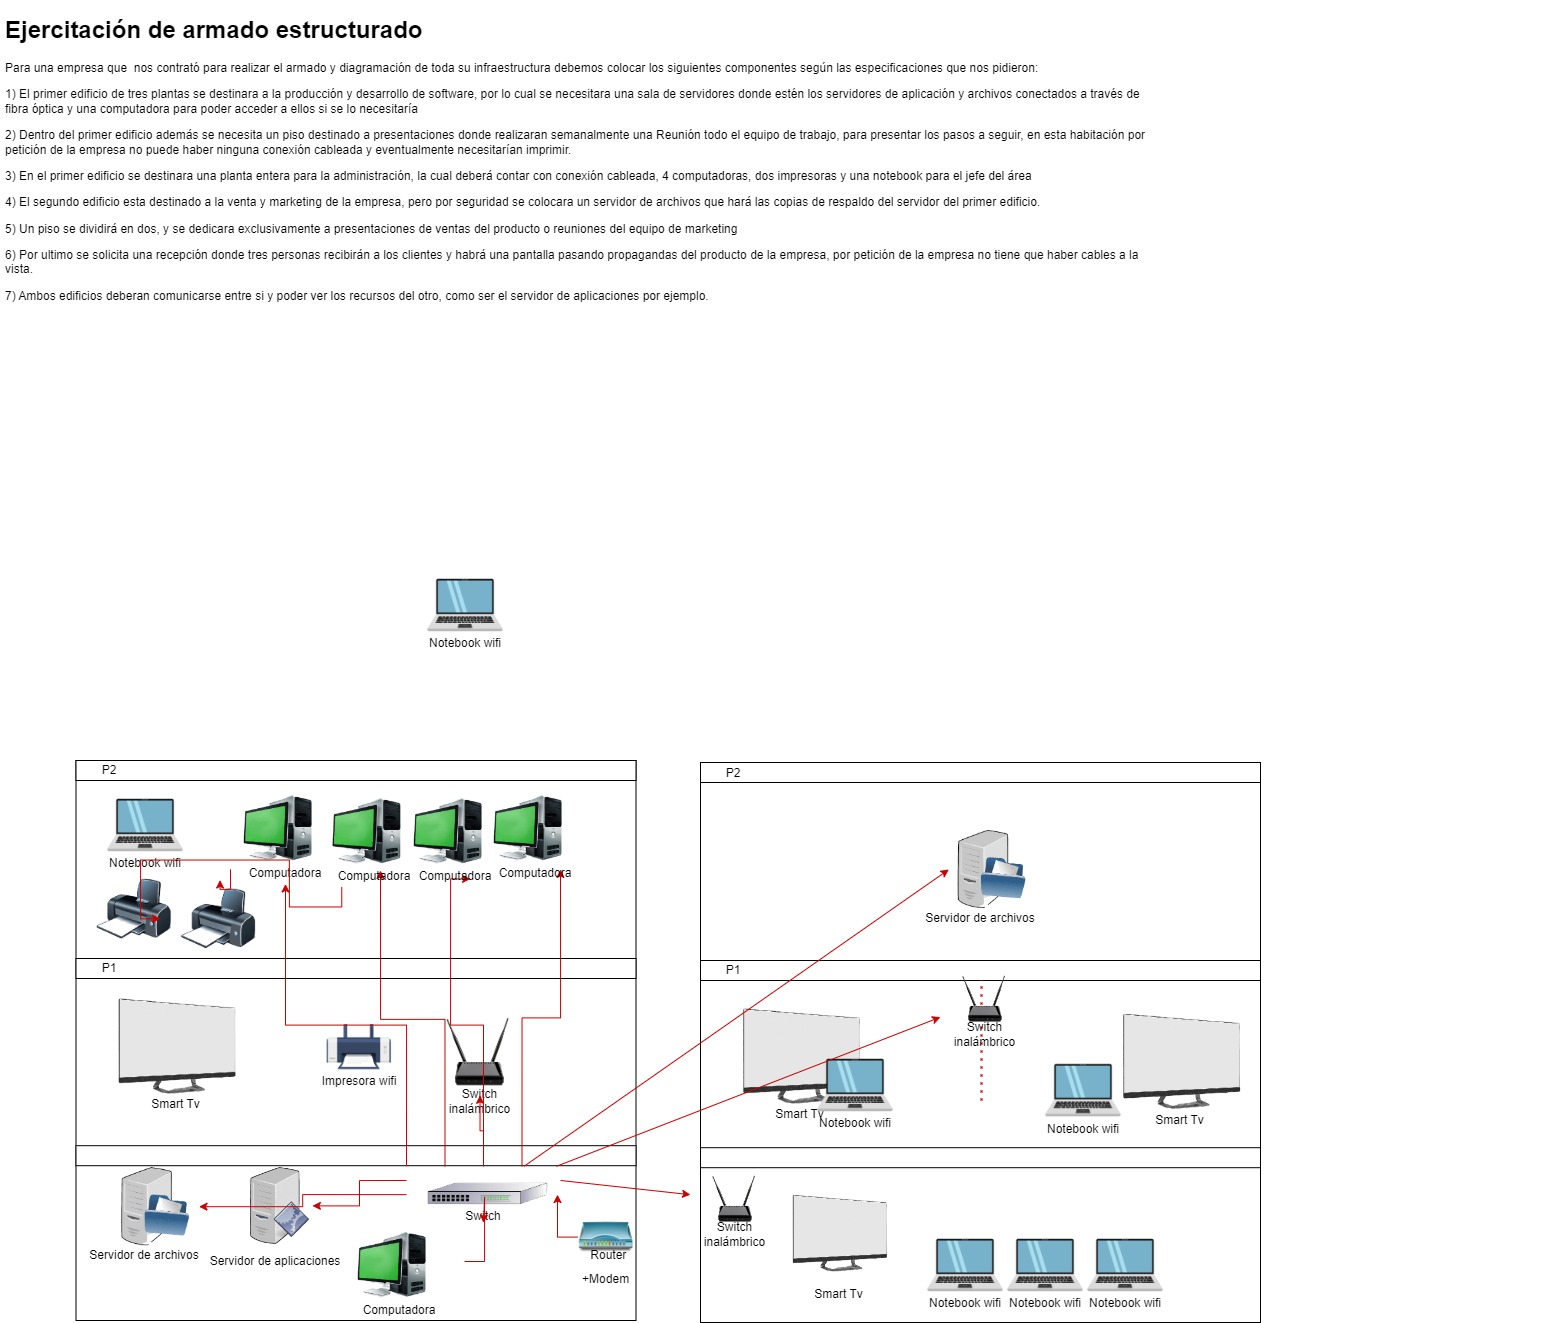 Ejercitación de armado estructurado
Para una empresa que  nos contrató para realizar el armado y diagramación de toda su infraestructura debemos colocar los siguientes componentes según las especificaciones que nos pidieron:
1) El primer edificio de tres plantas se destinara a la producción y desarrollo de software, por lo cual se necesitara una sala de servidores donde estén los servidores de aplicación y archivos conectados a través de
fibra óptica y una computadora para poder acceder a ellos si se lo necesitaría
2) Dentro del primer edificio además se necesita un piso destinado a presentaciones donde realizaran semanalmente una Reunión todo el equipo de trabajo, para presentar los pasos a seguir, en esta habitación por
petición de la empresa no puede haber ninguna conexión cableada y eventualmente necesitarían imprimir.
3) En el primer edificio se destinara una planta entera para la administración, la cual deberá contar con conexión cableada, 4 computadoras, dos impresoras y una notebook para el jefe del área
4) El segundo edificio esta destinado a la venta y marketing de la empresa, pero por seguridad se colocara un servidor de archivos que hará las copias de respaldo del servidor del primer edificio.
5) Un piso se dividirá en dos, y se dedicara exclusivamente a presentaciones de ventas del producto o reuniones del equipo de marketing
6) Por ultimo se solicita una recepción donde tres personas recibirán a los clientes y habrá una pantalla pasando propagandas del producto de la empresa, por petición de la empresa no tiene que haber cables a la
vista.
7) Ambos edificios deberan comunicarse entre si y poder ver los recursos del otro, como ser el servidor de aplicaciones por ejemplo.
Notebook wifi
P2
Notebook wifi
Computadora
Computadora
Computadora
Computadora
P1
Smart Tv
Impresora wifi
Switch
inalámbrico
Servidor de archivos
Servidor de aplicaciones
Computadora
Switch
Router
+Modem
P2
Servidor de archivos
P1
Smart Tv
Notebook wifi
Switch
inalámbrico
Notebook wifi
Smart Tv
Switch
inalámbrico
Smart Tv
Notebook wifi
Notebook wifi
Notebook wifi